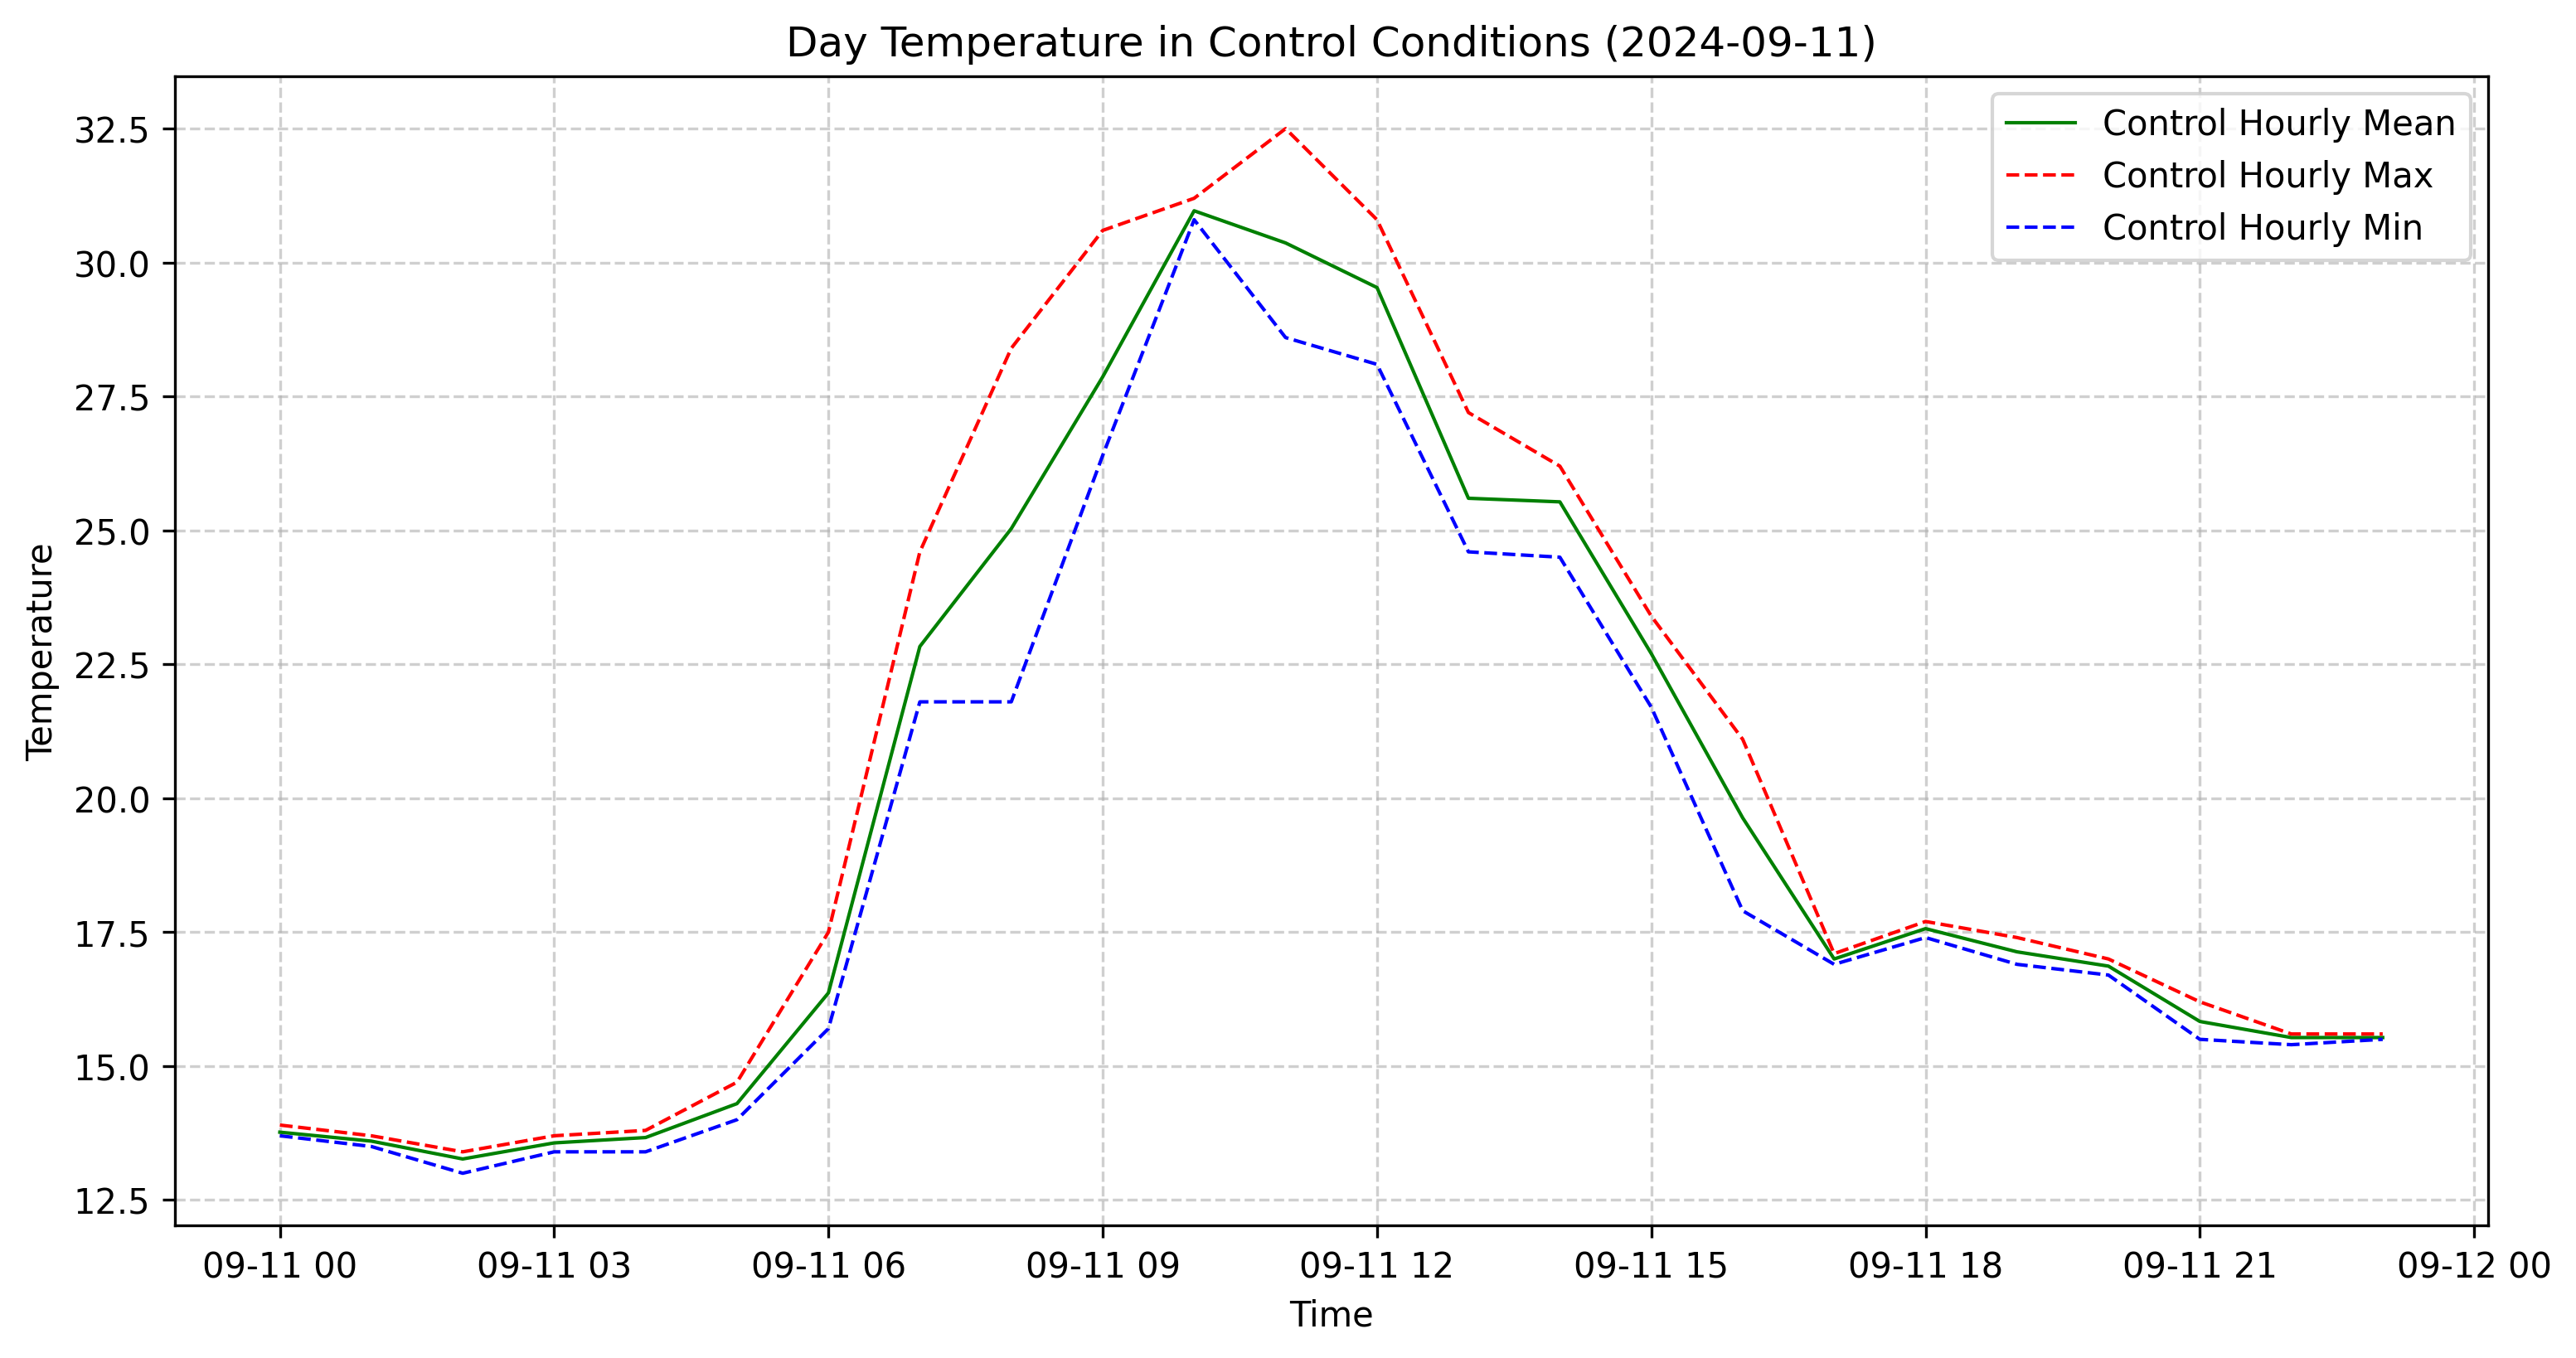 Day Temperature in Control Conditions (2024-09-11)
Control Hourly Mean
Control Hourly Max
Control Hourly Min
Temperature
32.5
30.0
27.5
25.0
22.5
20.0
17.5
15.0
12.5
09-11 00 09-11 03 09-11 06 09-11 09 09-11 12 09-11 15 09-11 18 09-11 21 09-12 00
Time